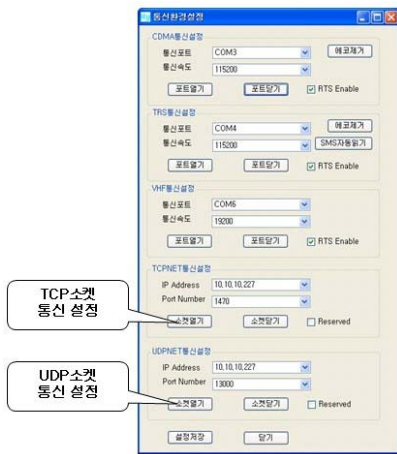 통신환경설정
CDMA통신설정
통신포트 COM3 에코제거
통신속도 115200
포트열기 포트닫기 RTS Enable
TRS통신설정
통신포트 COM4 에코제거
통신속도 115200 SMS자동읽기
포트열기 포트닫기 RTS Enable
VHF통신설정
통신포트 COM6
통신속도 19200
포트열기 포트닫기 RTS Enable
TCPNET통신설정
IP Address 10,10,10,227
Port Number 1470
소켓열기 소켓닫기 Reserved
TCP소켓
통신 설정
UDPNET통신설정
IP Address 10,10,10,227
Port Number 13000
소켓열기 소켓닫기 Reserved
UDP소켓
통신 설정
설정저장 닫기